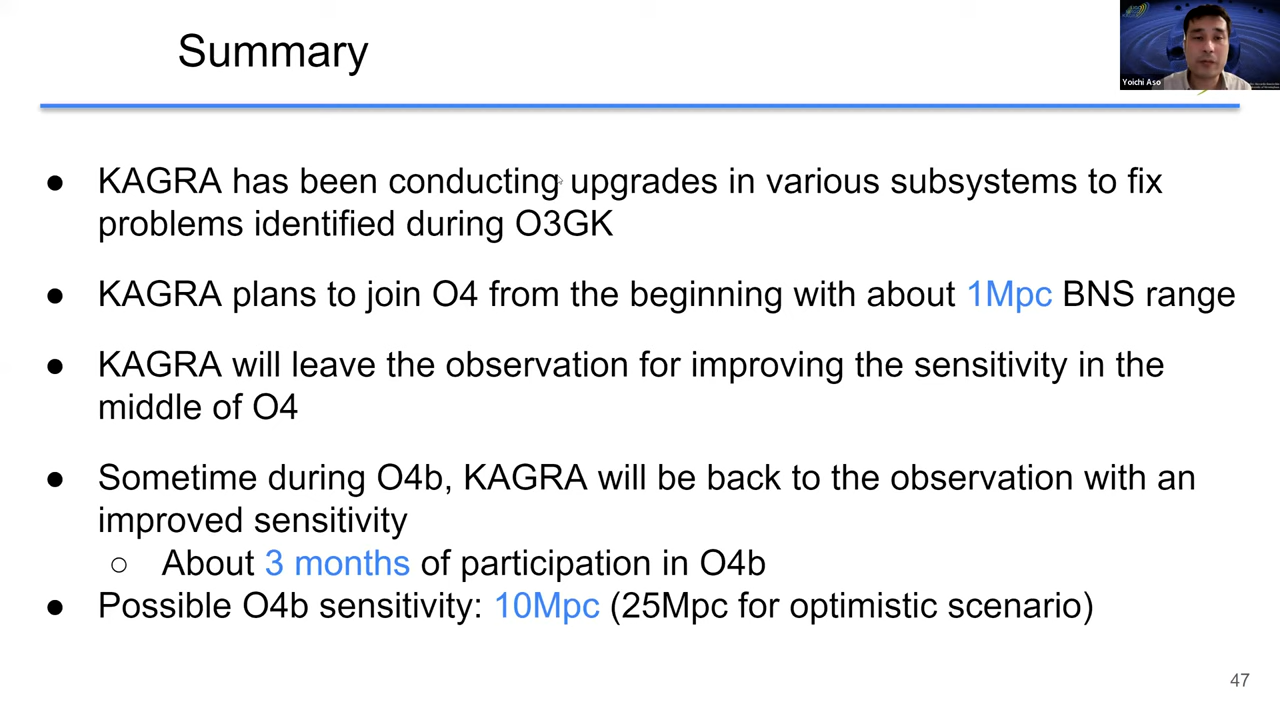 Summary
Yoichi Aso
● KAGRA has been conducting upgrades in various subsystems to fix
problems identified during O3GK
● KAGRA plans to join O4 from the beginning with about 1Mpc BNS range
● KAGRA will leave the observation for improving the sensitivity in the
middle of O4
● Sometime during O4b, KAGRA will be back to the observation with an
improved sensitivity
○ About 3 months of participation in O4b
● Possible O4b sensitivity: 10Mpc (25Mpc for optimistic scenario)
47